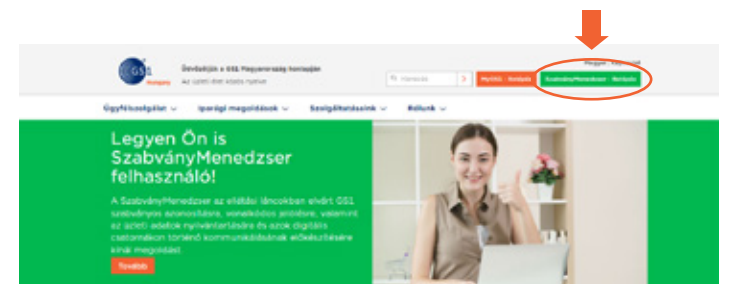 GS1
Hungary
Üdvözöljük a GS1 Magyarország honlapján
Az üzleti élet közös nyelve
Keresés
MyGS1 - Belépés
SzabványMenedzser - Belépés
Magyar
Ügyfélszolgálat
Iparági megoldások
Szolgáltatásaink
Rólunk
Legyen Ön is
SzabványMenedzser
felhasználó!
A SzabványMenedzser az ellátási láncokban elvárt GS1
szabványos azonosításra, vonalkódos jelölésre, valamint
az üzleti adatok nyilvántartására és azok digitális
csatornákon történő kommunikálásának előkészítésére
kínál megoldást.
Tovább